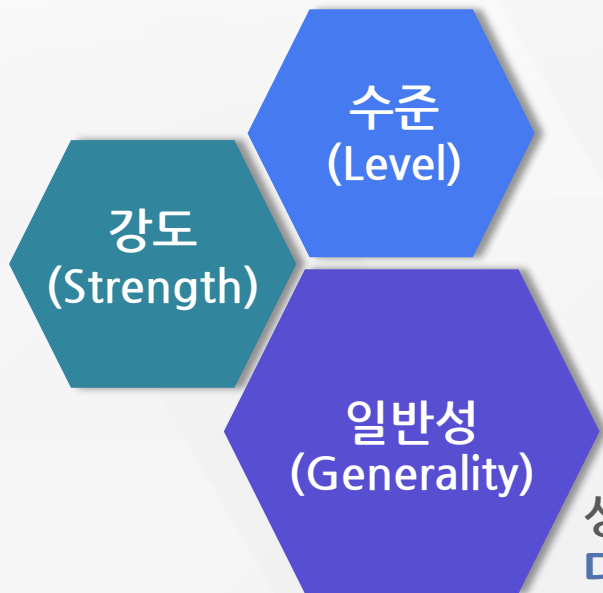 수준
(Level)
강도
(Strength)
일반성
(Generality)